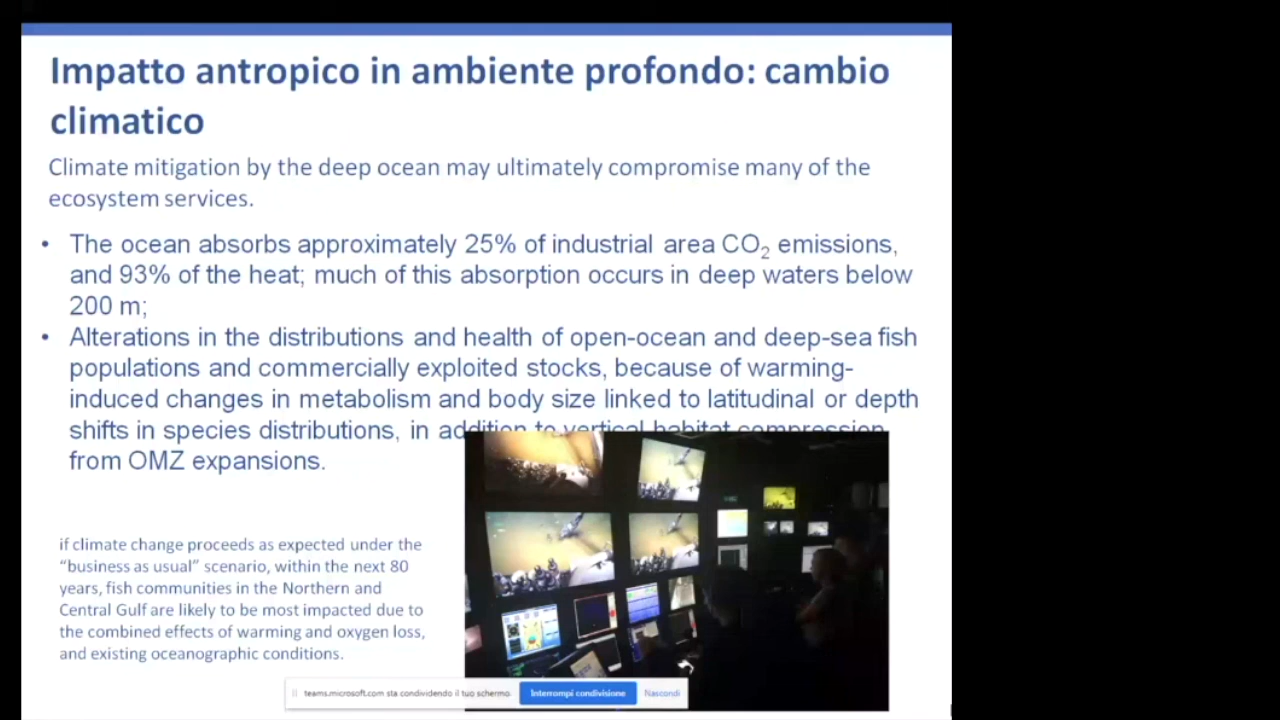 Impatto antropico in ambiente profondo: cambio
climatico
Climate mitigation by the deep ocean may ultimately compromise many of the
ecosystem services.
• The ocean absorbs approximately 25% of industrial area CO₂ emissions,
and 93% of the heat; much of this absorption occurs in deep waters below
200 m;
• Alterations in the distributions and health of open-ocean and deep-sea fish
populations and commercially exploited stocks, because of warming-
induced changes in metabolism and body size linked to latitudinal or depth
shifts in species distributions, in addition to vertical habitat compression
from OMZ expansions.
if climate change proceeds as expected under the
“business as usual” scenario, within the next 80
years, fish communities in the Northern and
Central Gulf are likely to be most impacted due to
the combined effects of warming and oxygen loss,
and existing oceanographic conditions.
teams.microsoft.com sta condividendo il tuo schermo.
Interrompi condivisione
Nascondi